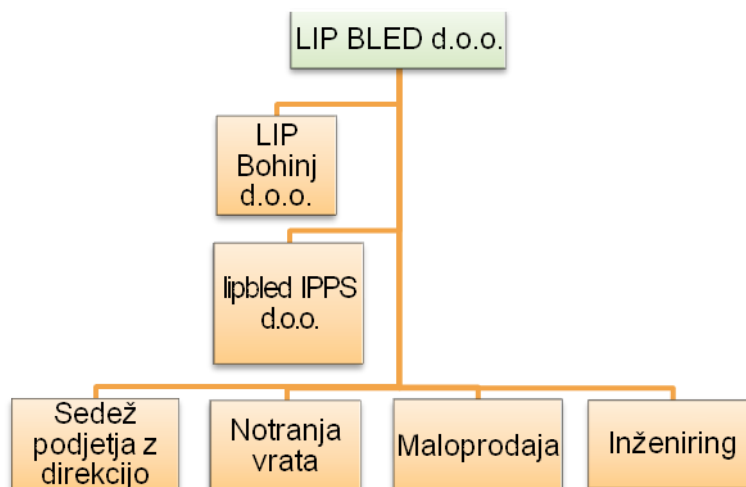 LIP BLED d.o.o.
LIP
Bohinj
d.o.o.
lipbled IPPS
d.o.o.
Sedež
podjetja z
direkcijo
Notranja
vrata
Maloprodaja
Inženiring